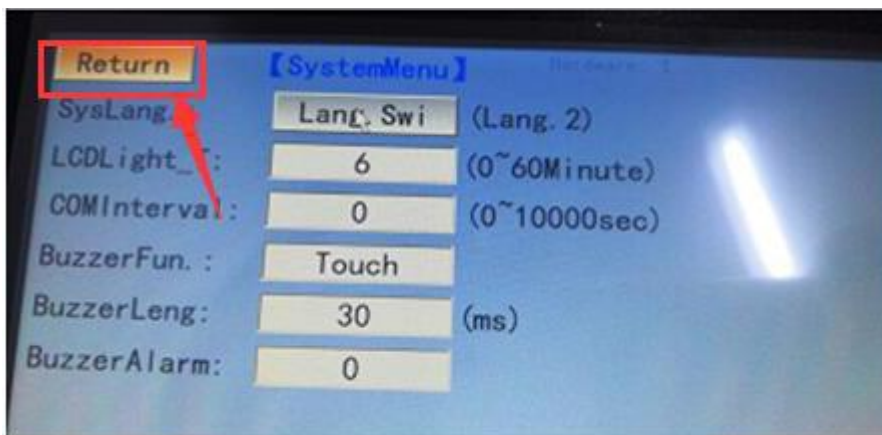 Return 【SystemMenu】
SysLang. Lang. Swi (Lang. 2)
LCDLight_T: 6 (0~60Minute)
COMInterval: 0 (0~10000sec)
BuzzerFun.: Touch
BuzzerLeng: 30 (ms)
BuzzerAlarm: 0